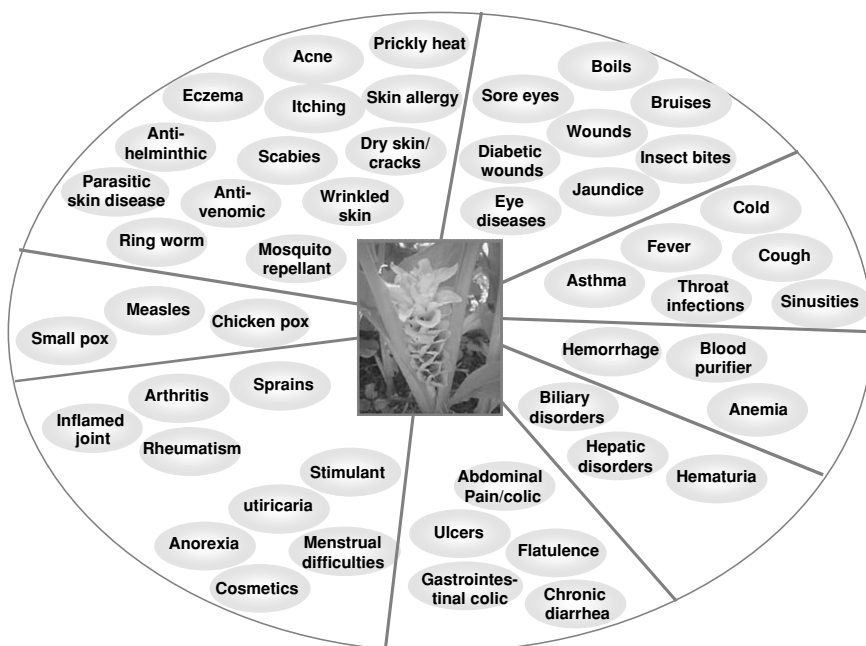 Acne
Prickly heat
Eczema
Itching
Skin allergy
Anti-
helminthic
Scabies
Dry skin/
cracks
Parasitic
skin disease
Anti-
venomic
Wrinkled
skin
Ring worm
Mosquito
repellant
Boils
Sore eyes
Bruises
Wounds
Diabetic
wounds
Insect bites
Jaundice
Eye
diseases
Cold
Fever
Cough
Asthma
Throat
infections
Sinusities
Hemorrhage
Blood
purifier
Anemia
Biliary
disorders
Hepatic
disorders
Hematuria
Abdominal
Pain/colic
Ulcers
Flatulence
Gastrointes-
tinal colic
Chronic
diarrhea
Small pox
Measles
Chicken pox
Arthritis
Sprains
Inflamed
joint
Rheumatism
Stimulant
utiricaria
Anorexia
Menstrual
difficulties
Cosmetics